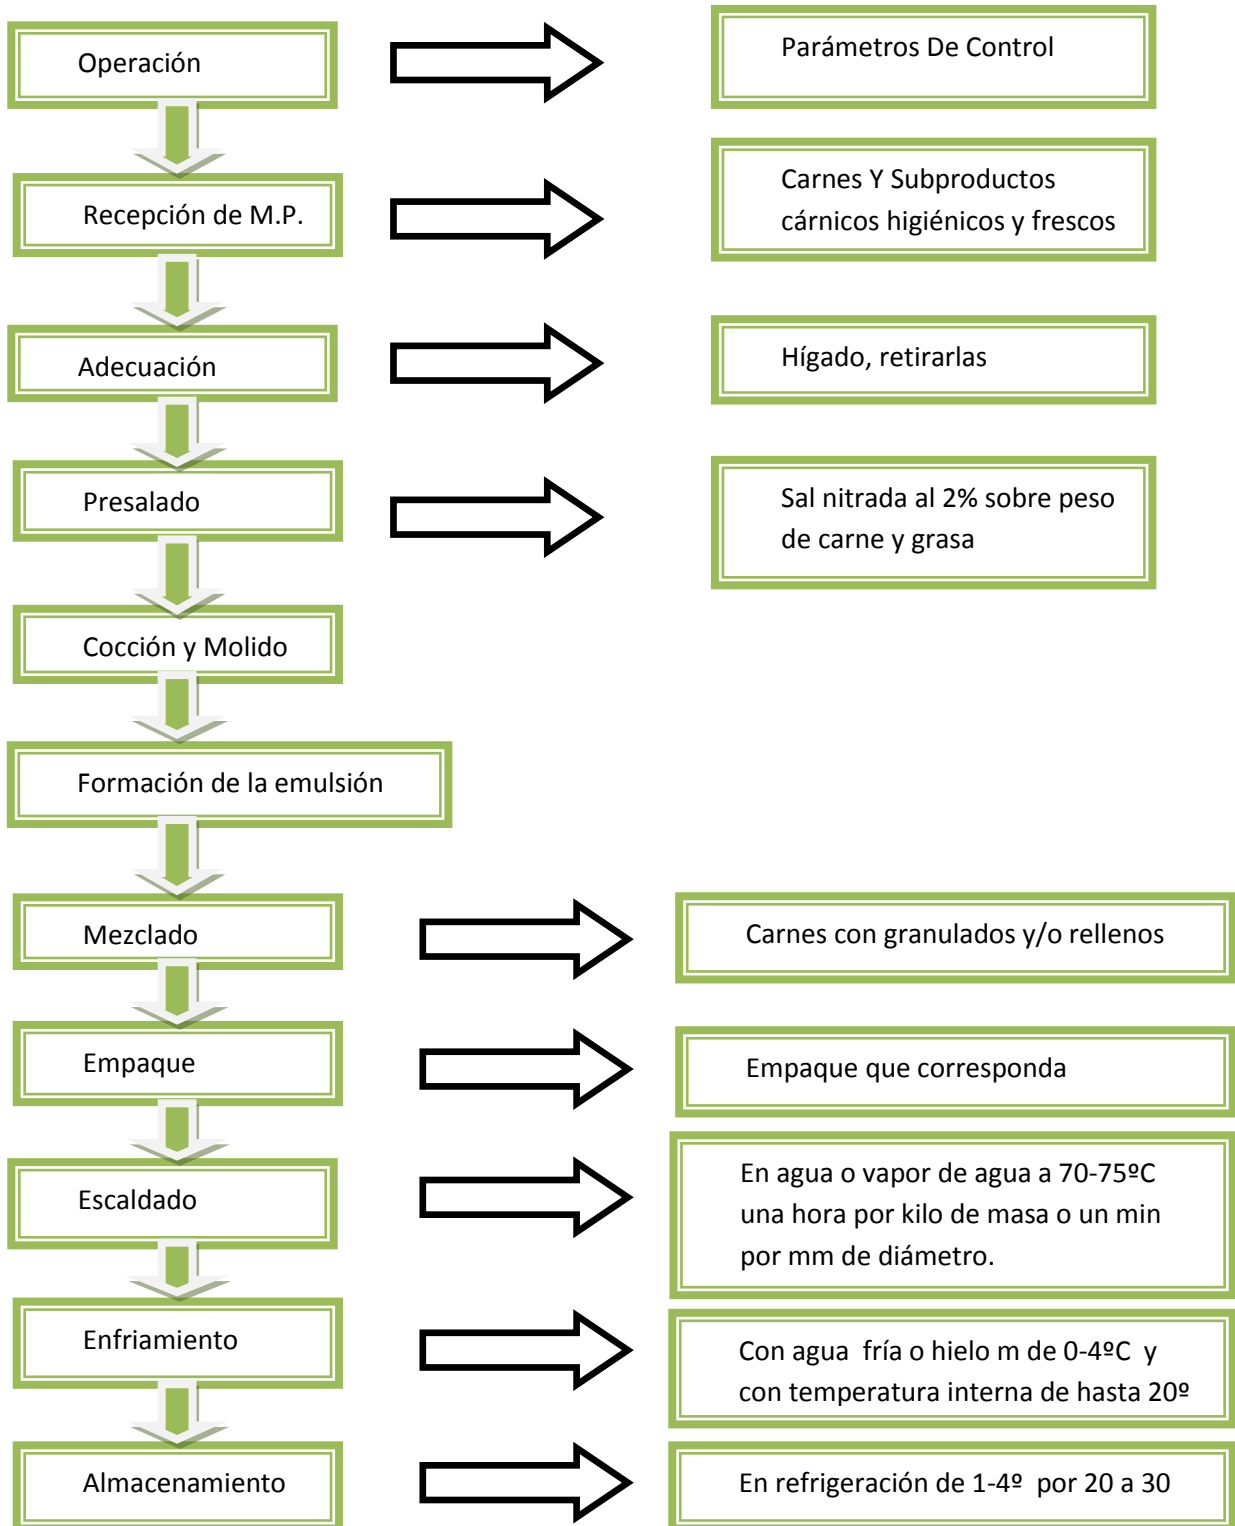 Operación
Parámetros De Control
Recepción de M.P.
Carnes Y Subproductos
cárnicos higiénicos y frescos
Adecuación
Hígado, retirarlas
Presalado
Sal nitrada al 2% sobre peso
de carne y grasa
Cocción y Molido
Formación de la emulsión
Mezclado
Carnes con granulados y/o rellenos
Empaque
Empaque que corresponda
Escaldado
En agua o vapor de agua a 70-75ºC
una hora por kilo de masa o un min
por mm de diámetro.
Enfriamiento
Con agua fría o hielo m de 0-4ºC y
con temperatura interna de hasta 20º
Almacenamiento
En refrigeración de 1-4º por 20 a 30